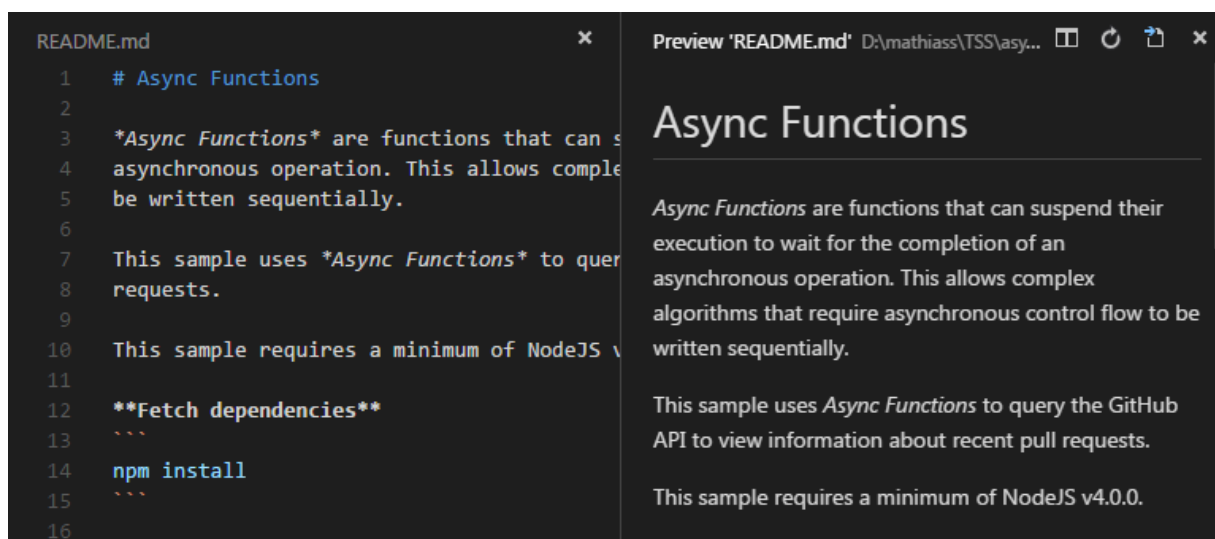 README.md
1 # Async Functions
2
3 *Async Functions* are functions that can s
4 asynchronous operation. This allows comple
5 be written sequentially.
6
7 This sample uses *Async Functions* to quer
8 requests.
9
10 This sample requires a minimum of NodeJS v
11
12 **Fetch dependencies**
13 ```
14 npm install
15 ```
16
Preview 'README.md' D:\mathiass\TSS\asy...
Async Functions
Async Functions are functions that can suspend their
execution to wait for the completion of an
asynchronous operation. This allows complex
algorithms that require asynchronous control flow to be
written sequentially.
This sample uses Async Functions to query the GitHub
API to view information about recent pull requests.
This sample requires a minimum of NodeJS v4.0.0.